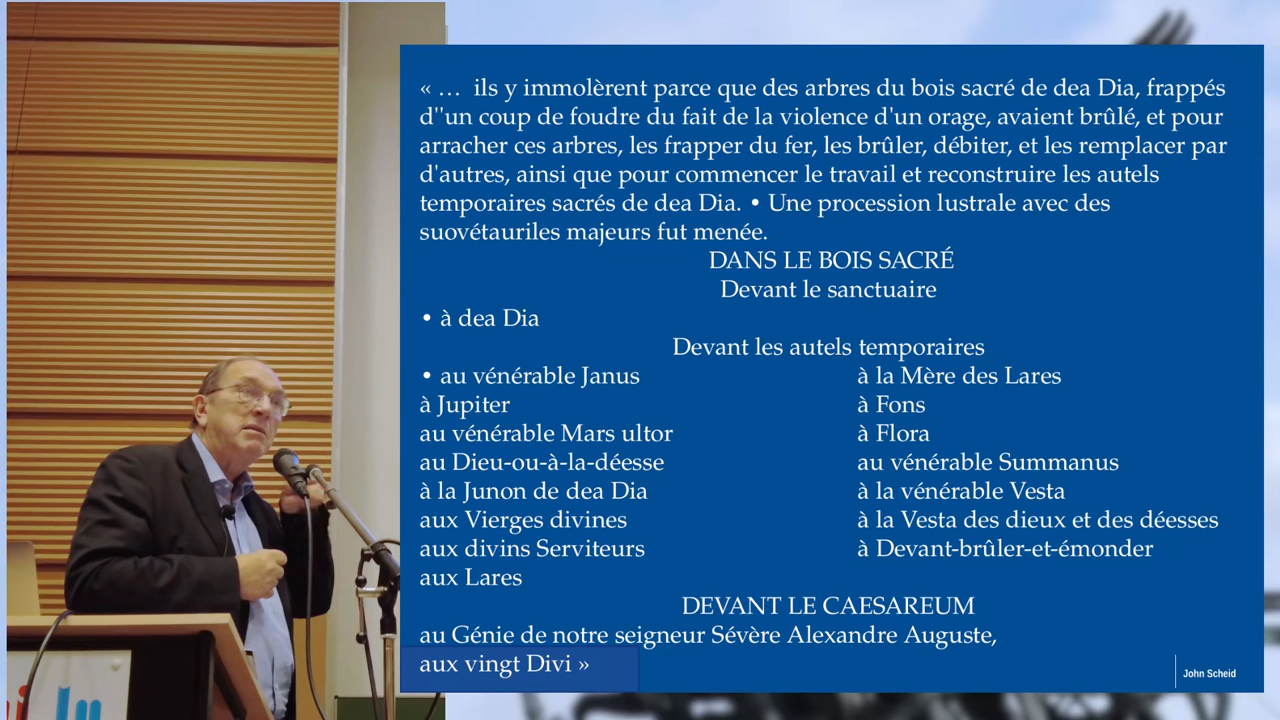 « …  ils y immolèrent parce que des arbres du bois sacré de dea Dia, frappés
d''un coup de foudre du fait de la violence d'un orage, avaient brûlé, et pour
arracher ces arbres, les frapper du fer, les brûler, débiter, et les remplacer par
d'autres, ainsi que pour commencer le travail et reconstruire les autels
temporaires sacrés de dea Dia. • Une procession lustrale avec des
suovétauriles majeurs fut menée.
DANS LE BOIS SACRÉ
Devant le sanctuaire
• à dea Dia
Devant les autels temporaires
• au vénérable Janus
à Jupiter
au vénérable Mars ultor
au Dieu-ou-à-la-déesse
à la Junon de dea Dia
aux Vierges divines
aux divins Serviteurs
aux Lares
à la Mère des Lares
à Fons
à Flora
au vénérable Summanus
à la vénérable Vesta
à la Vesta des dieux et des déesses
à Devant-brûler-et-émonder
DEVANT LE CAESAREUM
au Génie de notre seigneur Sévère Alexandre Auguste,
aux vingt Divi »
John Scheid